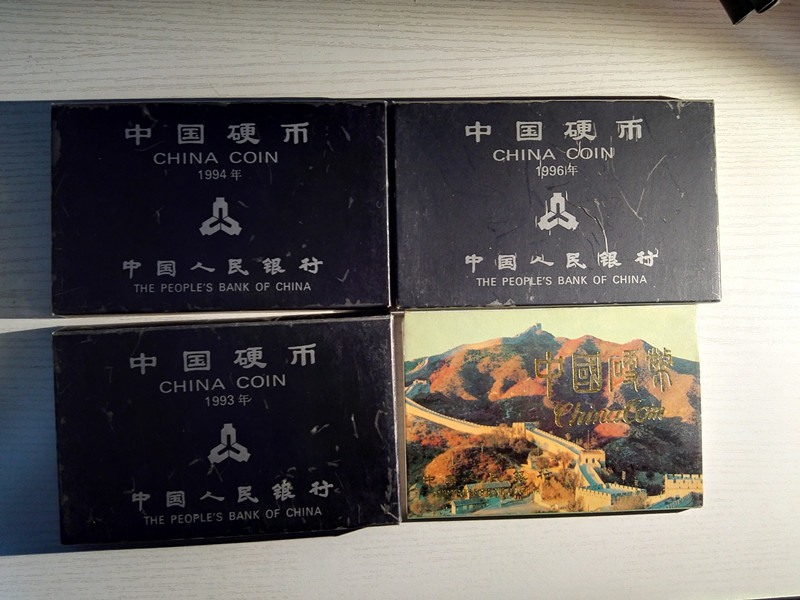 中国硬币
CHINA COIN
1994年
中国人民银行
THE PEOPLE'S BANK OF CHINA
中国硬币
CHINA COIN
1996年
中国人民银行
THE PEOPLE'S BANK OF CHINA
中国硬币
CHINA COIN
1993年
中国人民银行
THE PEOPLE'S BANK OF CHINA
中國硬幣
China Coin